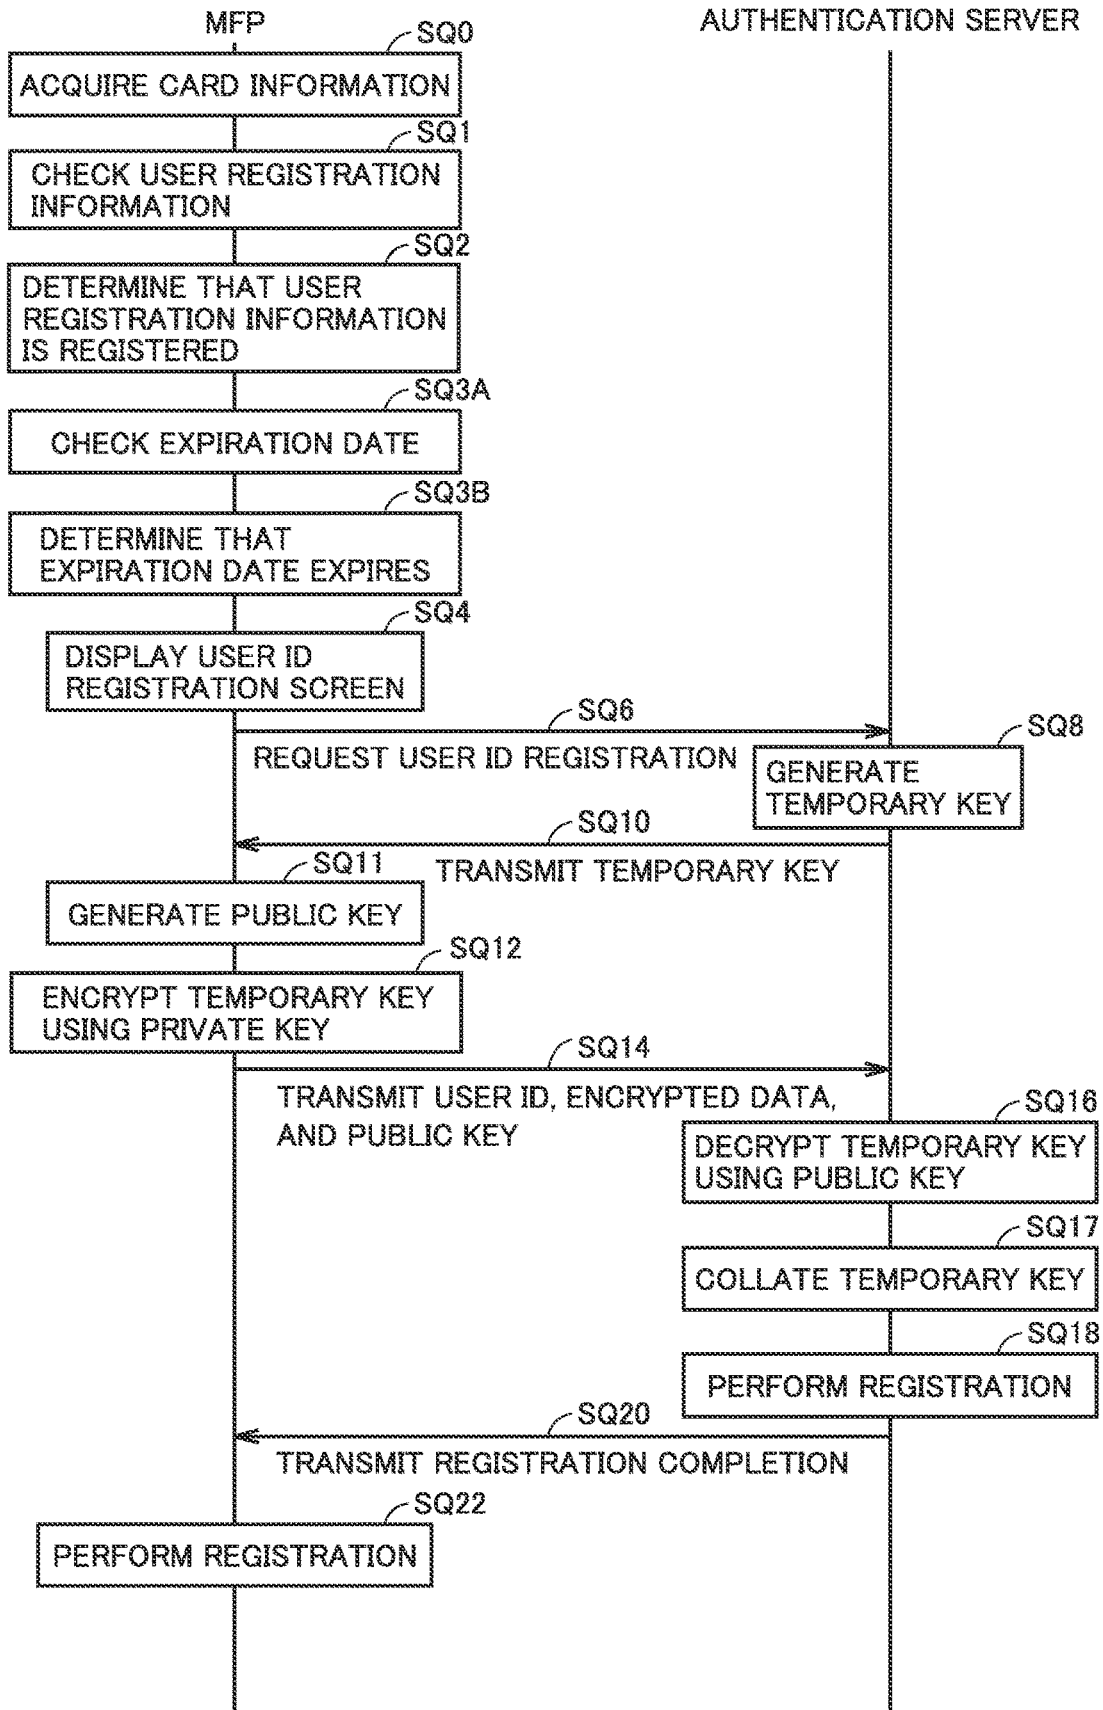 MFP
AUTHENTICATION SERVER
SQ0
ACQUIRE CARD INFORMATION
SQ1
CHECK USER REGISTRATION
INFORMATION
SQ2
DETERMINE THAT USER
REGISTRATION INFORMATION
IS REGISTERED
SQ3A
CHECK EXPIRATION DATE
SQ3B
DETERMINE THAT
EXPIRATION DATE EXPIRES
SQ4
DISPLAY USER ID
REGISTRATION SCREEN
SQ6
REQUEST USER ID REGISTRATION
SQ8
GENERATE
TEMPORARY KEY
SQ10
TRANSMIT TEMPORARY KEY
SQ11
GENERATE PUBLIC KEY
SQ12
ENCRYPT TEMPORARY KEY
USING PRIVATE KEY
SQ14
TRANSMIT USER ID, ENCRYPTED DATA,
AND PUBLIC KEY
SQ16
DECRYPT TEMPORARY KEY
USING PUBLIC KEY
SQ17
COLLATE TEMPORARY KEY
SQ18
PERFORM REGISTRATION
SQ20
TRANSMIT REGISTRATION COMPLETION
SQ22
PERFORM REGISTRATION